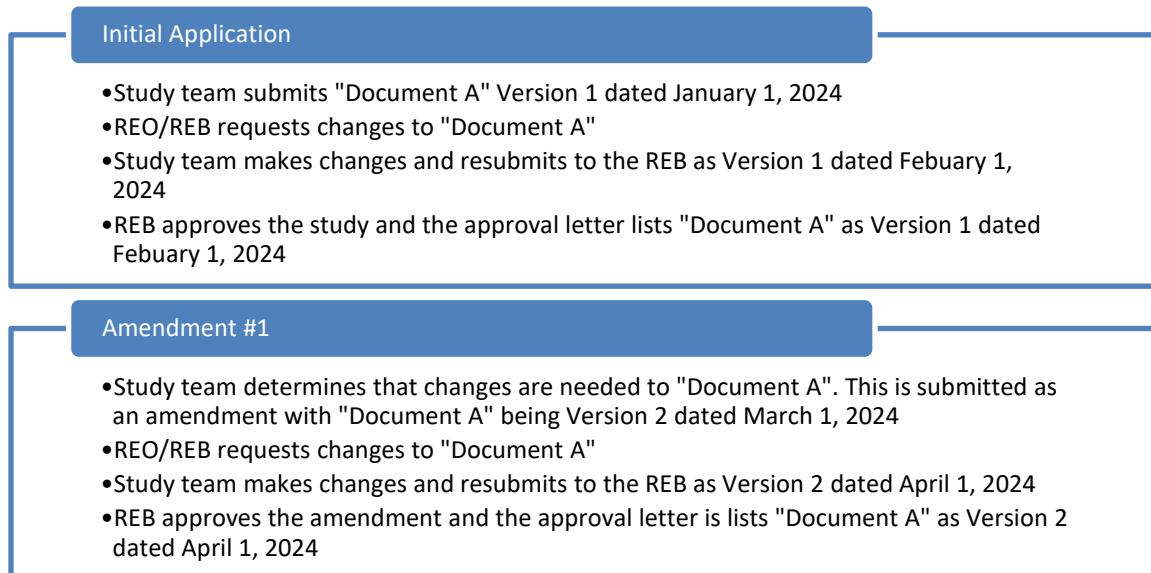 Initial Application
•Study team submits "Document A" Version 1 dated January 1, 2024
•REO/REB requests changes to "Document A"
•Study team makes changes and resubmits to the REB as Version 1 dated Febuary 1,
2024
•REB approves the study and the approval letter lists "Document A" as Version 1 dated
Febuary 1, 2024
Amendment #1
•Study team determines that changes are needed to "Document A". This is submitted as
an amendment with "Document A" being Version 2 dated March 1, 2024
•REO/REB requests changes to "Document A"
•Study team makes changes and resubmits to the REB as Version 2 dated April 1, 2024
•REB approves the amendment and the approval letter is lists "Document A" as Version 2
dated April 1, 2024